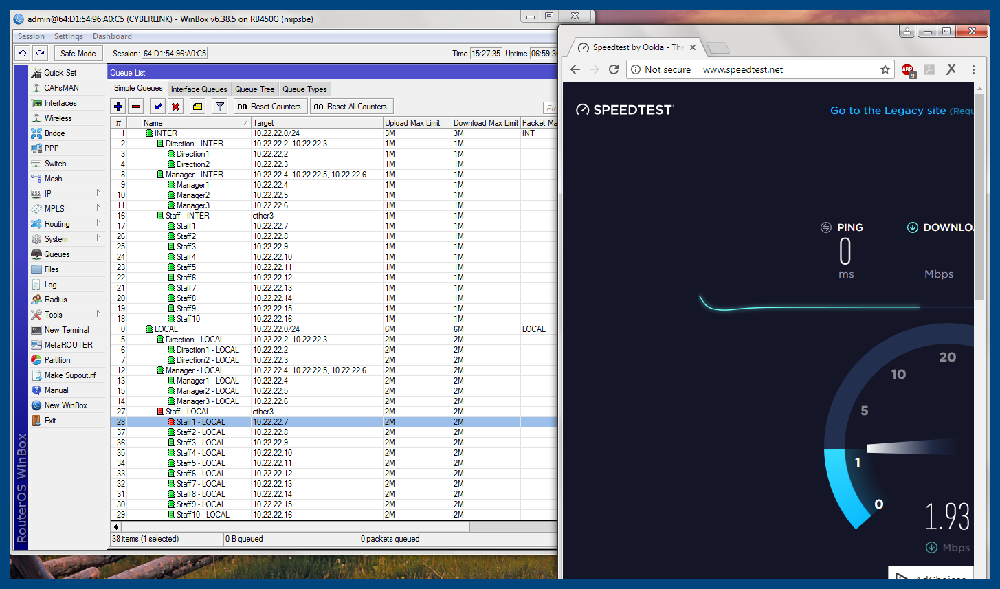 admin@64:D1:54:96:A0:C5 (CYBERLINK) - WinBox v6.38.5 on RB450G (mipsbe)
Session Settings Dashboard
Safe Mode Session: 64:D1:54:96:A0:C5 Time: 15:27:35 Uptime:
Quick Set
CAPsMAN
Interfaces
Wireless
Bridge
PPP
Switch
Mesh
IP
MPLS
Routing
System
Queues
Files
Log
Radius
Tools
New Terminal
MetaROUTER
Partition
Make Supout.rif
Manual
New WinBox
Exit
RouterOS WinBox
Queue List
Simple Queues Interface Queues Queue Tree Queue Types
00 Reset Counters 00 Reset All Counters
# Name Target Upload Max Limit Download Max Limit Packet Ma
1 INTER 10.22.22.0/24 3M 3M INT
2 Direction - INTER 10.22.22.2, 10.22.22.3 1M 1M
3 Direction1 10.22.22.2 1M 1M
4 Direction2 10.22.22.3 1M 1M
8 Manager - INTER 10.22.22.4, 10.22.22.5, 10.22.22.6 1M 1M
9 Manager1 10.22.22.4 1M 1M
10 Manager2 10.22.22.5 1M 1M
11 Manager3 10.22.22.6 1M 1M
16 Staff - INTER ether3 1M 1M
17 Staff1 10.22.22.7 1M 1M
26 Staff2 10.22.22.8 1M 1M
25 Staff3 10.22.22.9 1M 1M
24 Staff4 10.22.22.10 1M 1M
23 Staff5 10.22.22.11 1M 1M
22 Staff6 10.22.22.12 1M 1M
21 Staff7 10.22.22.13 1M 1M
20 Staff8 10.22.22.14 1M 1M
19 Staff9 10.22.22.15 1M 1M
18 Staff10 10.22.22.16 1M 1M
0 LOCAL 10.22.22.0/24 6M 6M LOCAL
5 Direction - LOCAL 10.22.22.2, 10.22.22.3 2M 2M
6 Direction1 - LOCAL 10.22.22.2 2M 2M
7 Direction2 - LOCAL 10.22.22.3 2M 2M
12 Manager - LOCAL 10.22.22.4, 10.22.22.5, 10.22.22.6 2M 2M
13 Manager1 - LOCAL 10.22.22.4 2M 2M
15 Manager2 - LOCAL 10.22.22.5 2M 2M
14 Manager3 - LOCAL 10.22.22.6 2M 2M
27 Staff - LOCAL ether3 2M 2M
28 Staff1 - LOCAL 10.22.22.7 2M 2M
37 Staff2 - LOCAL 10.22.22.8 2M 2M
36 Staff3 - LOCAL 10.22.22.9 2M 2M
35 Staff4 - LOCAL 10.22.22.10 2M 2M
34 Staff5 - LOCAL 10.22.22.11 2M 2M
33 Staff6 - LOCAL 10.22.22.12 2M 2M
32 Staff7 - LOCAL 10.22.22.13 2M 2M
31 Staff8 - LOCAL 10.22.22.14 2M 2M
30 Staff9 - LOCAL 10.22.22.15 2M 2M
29 Staff10 - LOCAL 10.22.22.16 2M 2M
38 items (1 selected) 0 B queued 0 packets queued
Speedtest by Ookla - The
Not secure www.speedtest.net
ABP 9
SPEEDTEST
Go to the Legacy site (Requ
PING DOWNLOA
0
ms Mbps
20
10
5
1
0
1.93
Mbps